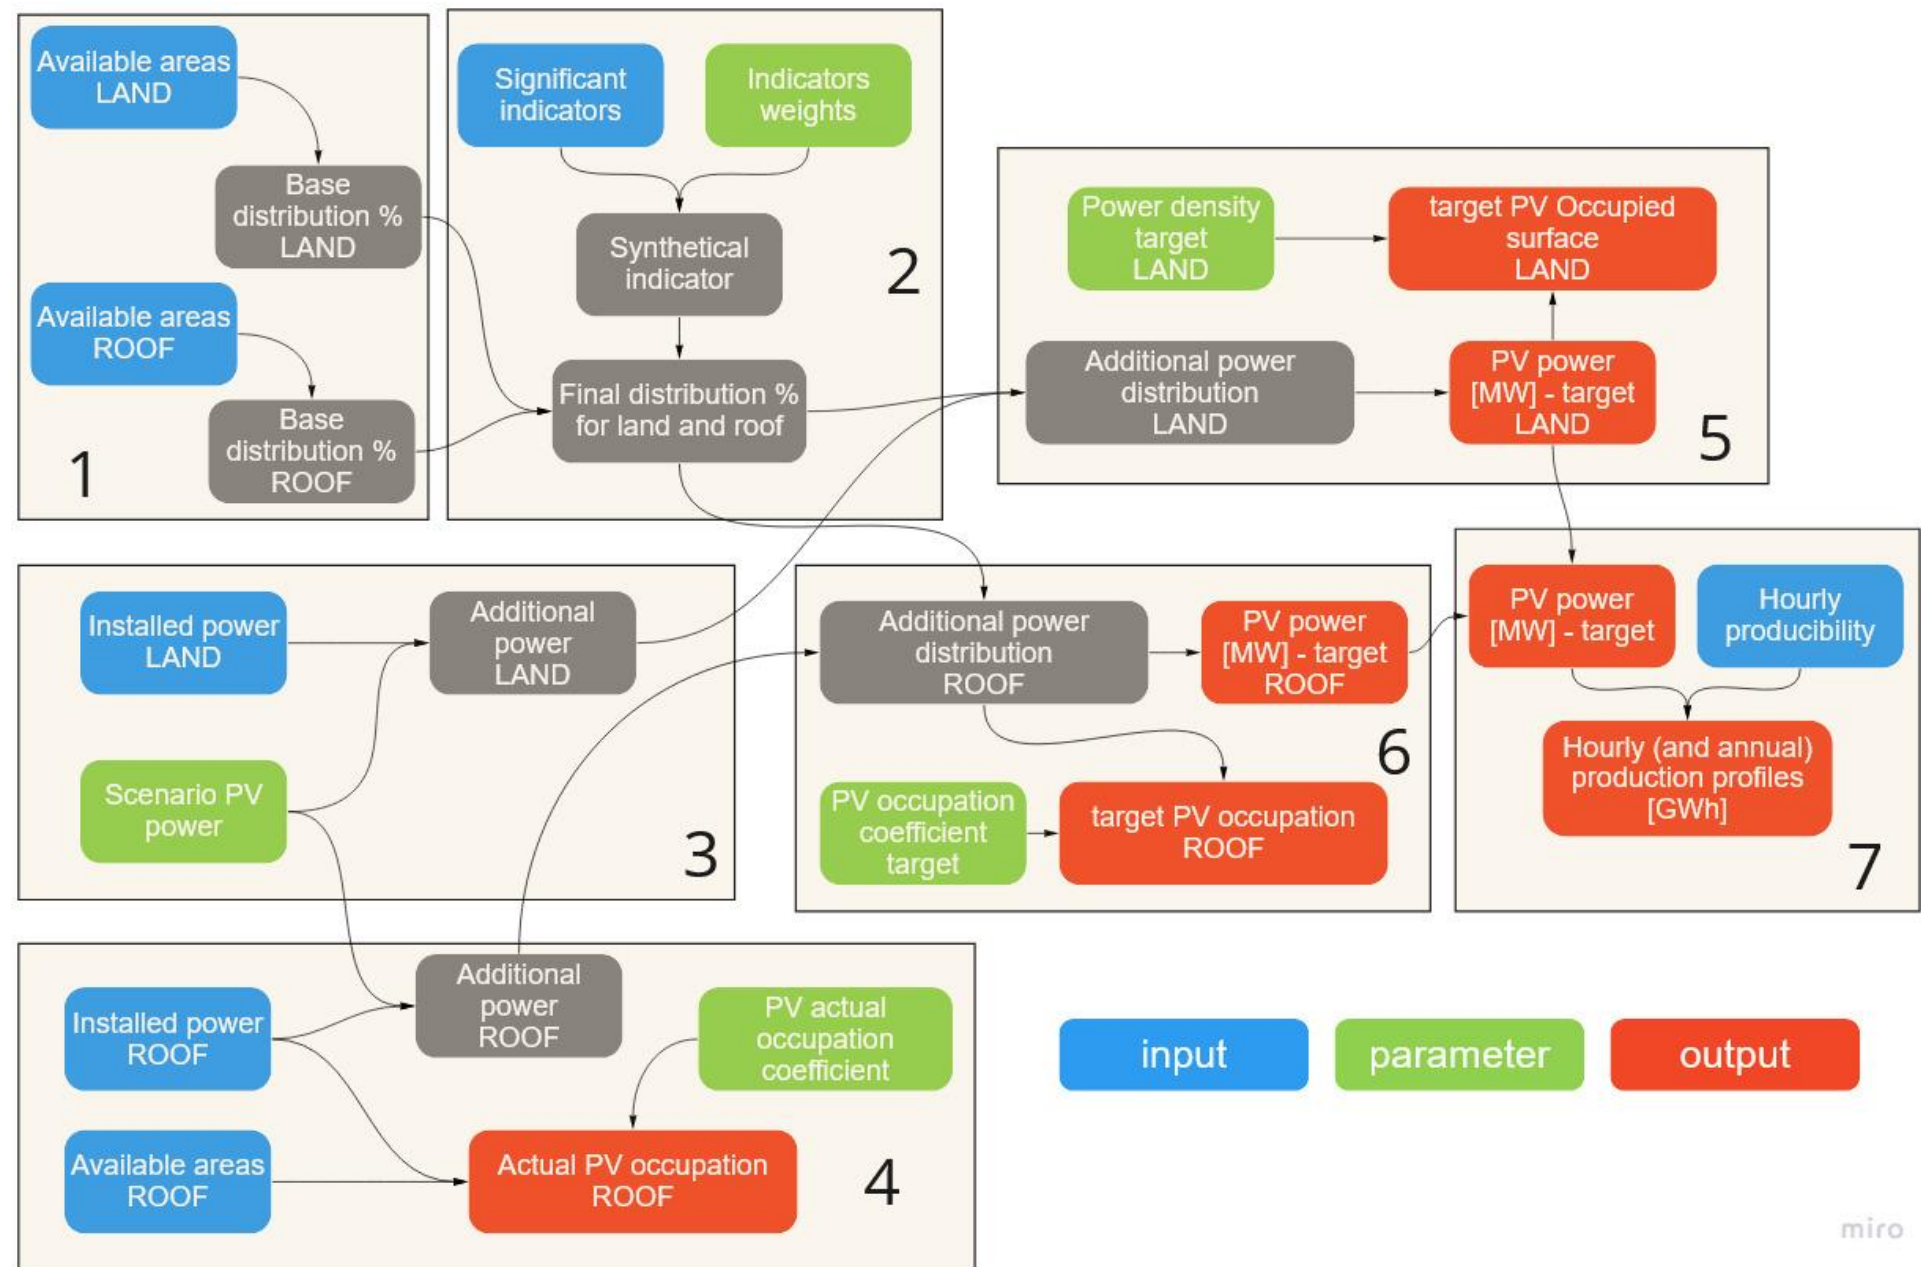 Available areas
LAND
Base
distribution %
LAND
Available areas
ROOF
Base
distribution %
ROOF
1
Significant
indicators
Indicators
weights
Synthetical
indicator
2
Final distribution %
for land and roof
Installed power
LAND
Additional
power
LAND
Scenario PV
power
3
Installed power
ROOF
Additional
power
ROOF
PV actual
occupation
coefficient
Available areas
ROOF
Actual PV occupation
ROOF
4
Power density
target
LAND
target PV Occupied
surface
LAND
Additional power
distribution
LAND
PV power
[MW] - target
LAND
5
Additional power
distribution
ROOF
PV power
[MW] - target
ROOF
PV occupation
coefficient
target
target PV occupation
ROOF
6
PV power
[MW] - target
Hourly
producibility
Hourly (and annual)
production profiles
[GWh]
7
input
parameter
output
miro